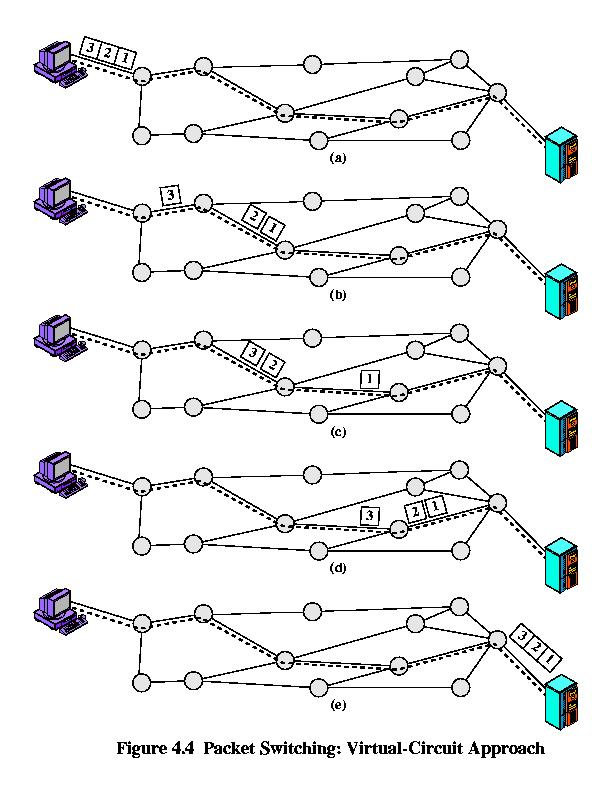 3 2 1
(a)
3
2 1
(b)
3 2
1
(c)
3
2 1
(d)
3 2 1
(e)
Figure 4.4 Packet Switching: Virtual-Circuit Approach